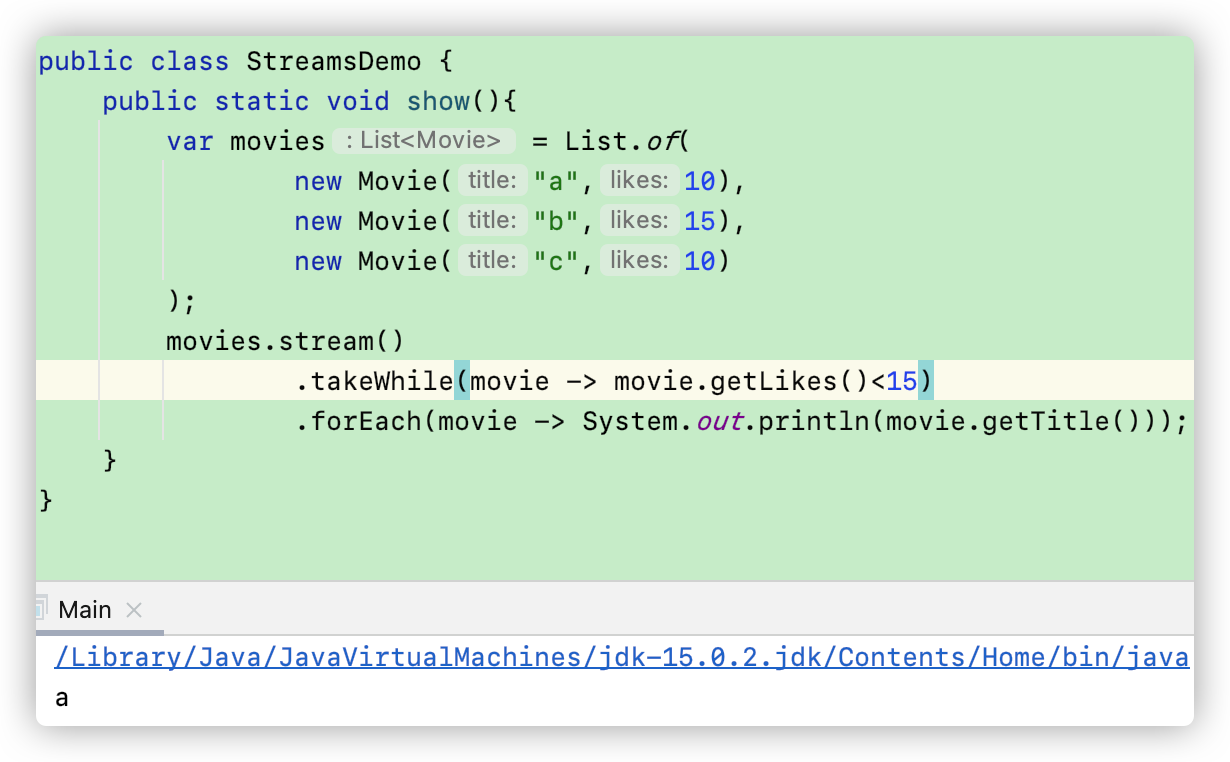 public class StreamsDemo {
public static void show(){
var movies : List<Movie> = List.of(
new Movie( title: "a", likes: 10),
new Movie( title: "b", likes: 15),
new Movie( title: "c", likes: 10)
);
movies.stream()
.takeWhile(movie -> movie.getLikes()<15)
.forEach(movie -> System.out.println(movie.getTitle()));
}
}
Main ×
/Library/Java/JavaVirtualMachines/jdk-15.0.2.jdk/Contents/Home/bin/java
a